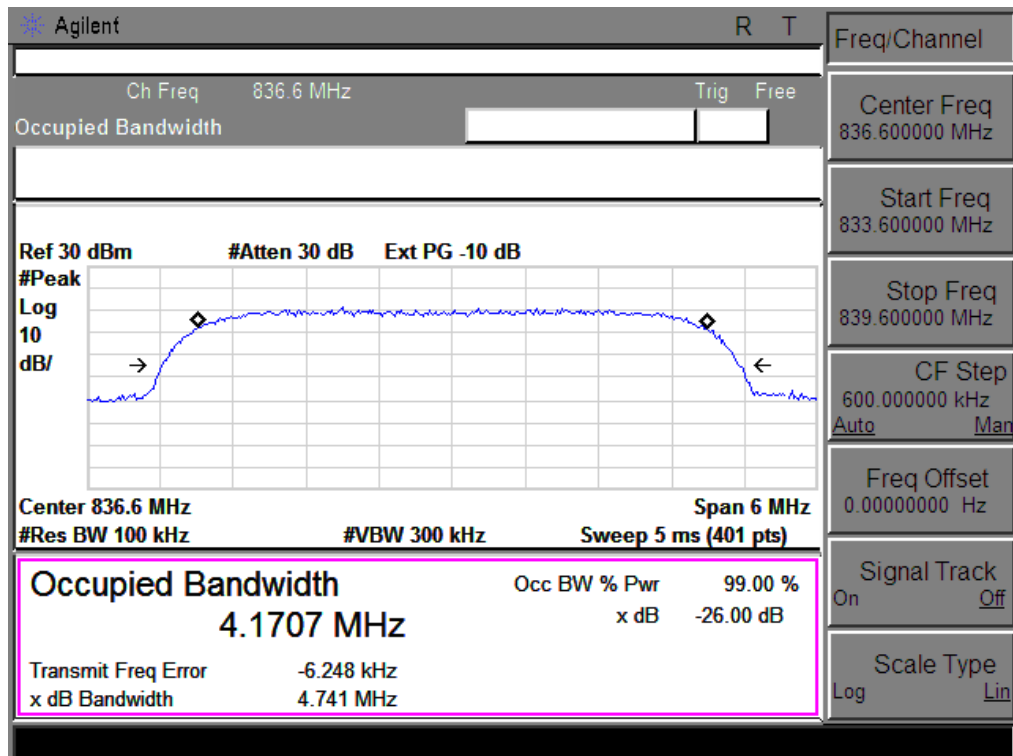 Agilent R T
Freq/Channel
Ch Freq 836.6 MHz Trig Free
Occupied Bandwidth
Center Freq
836.600000 MHz
Start Freq
833.600000 MHz
Stop Freq
839.600000 MHz
CF Step
600.000000 kHz
Auto Man
Freq Offset
0.00000000 Hz
Signal Track
On Off
Scale Type
Log Lin
Ref 30 dBm #Atten 30 dB Ext PG -10 dB
#Peak
Log
10
dB/
Center 836.6 MHz Span 6 MHz
#Res BW 100 kHz #VBW 300 kHz Sweep 5 ms (401 pts)
Occupied Bandwidth Occ BW % Pwr 99.00 %
4.1707 MHz x dB -26.00 dB
Transmit Freq Error -6.248 kHz
x dB Bandwidth 4.741 MHz